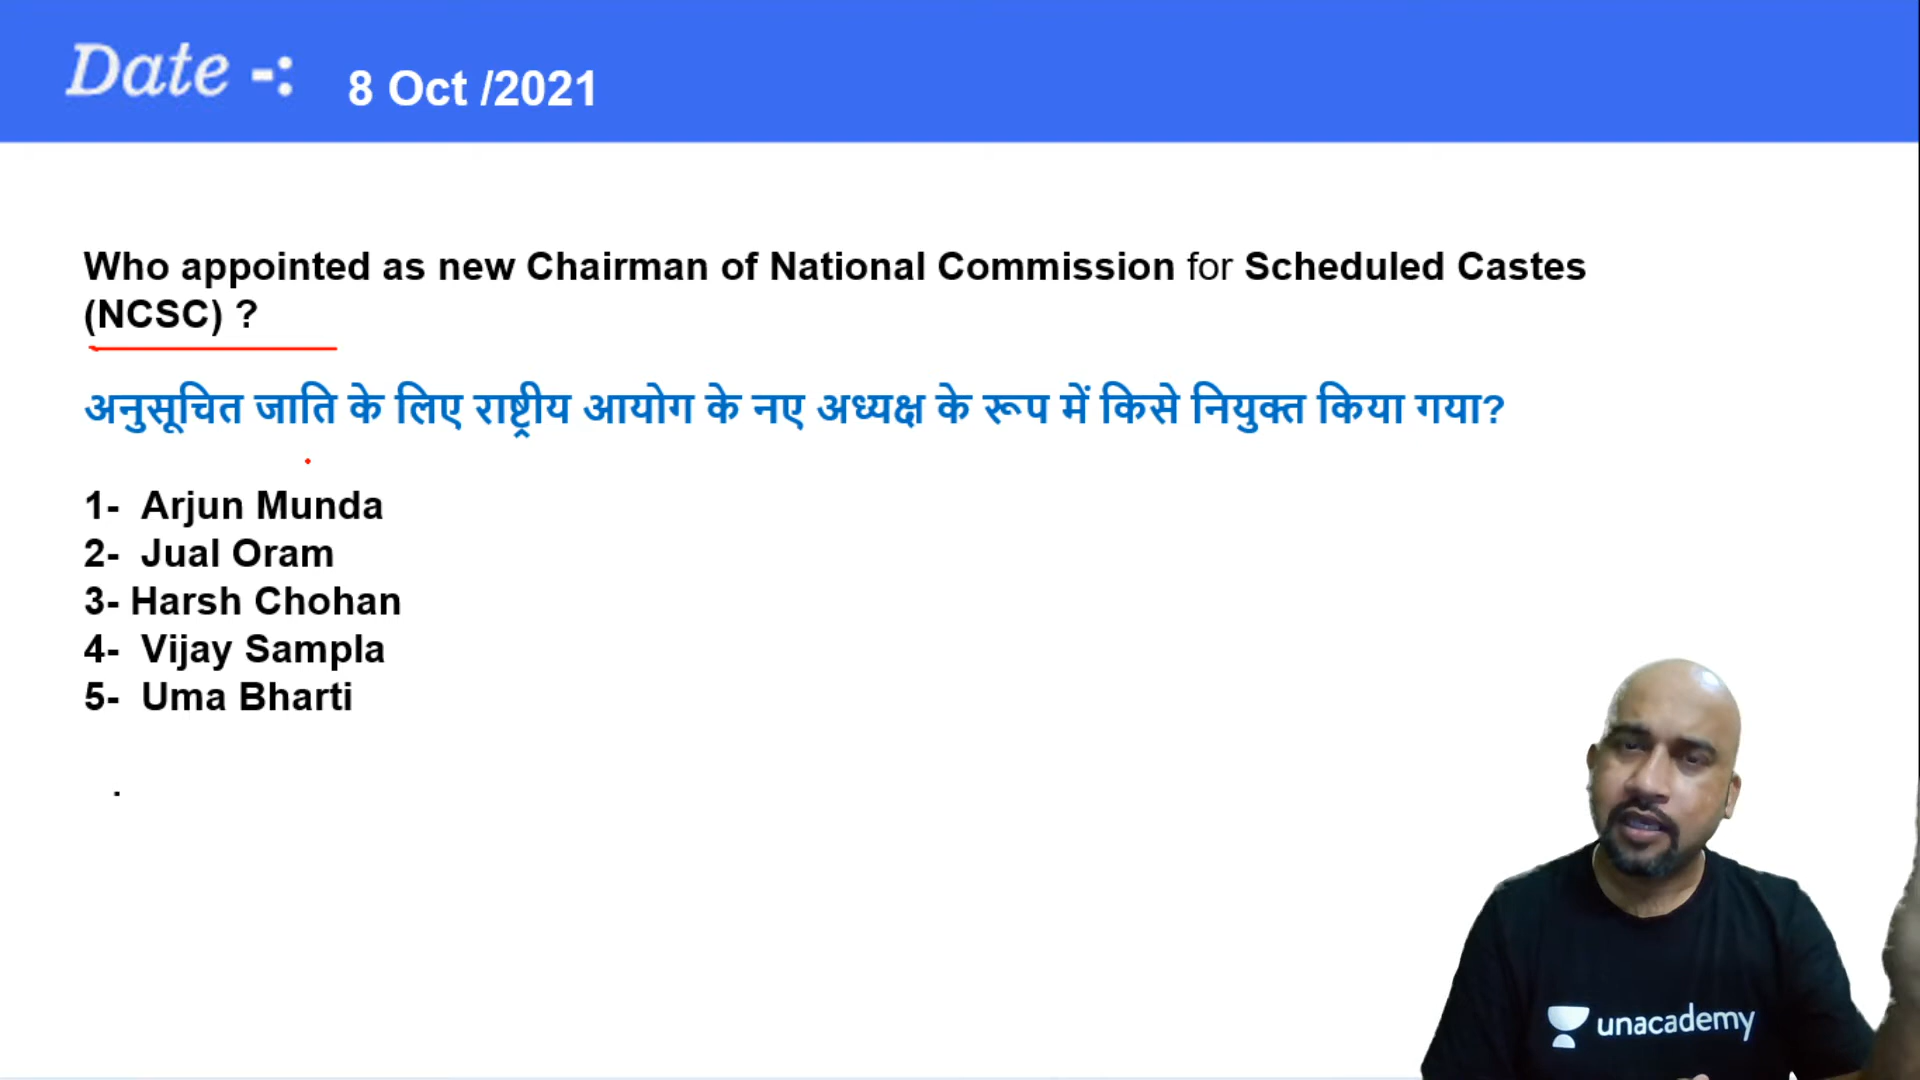 Date -: 8 Oct /2021
Who appointed as new Chairman of National Commission for Scheduled Castes
(NCSC) ?
अनुसूचित जाति के लिए राष्ट्रीय आयोग के नए अध्यक्ष के रूप में किसे नियुक्त किया गया?
1- Arjun Munda
2- Jual Oram
3- Harsh Chohan
4- Vijay Sampla
5- Uma Bharti
.
unacademy